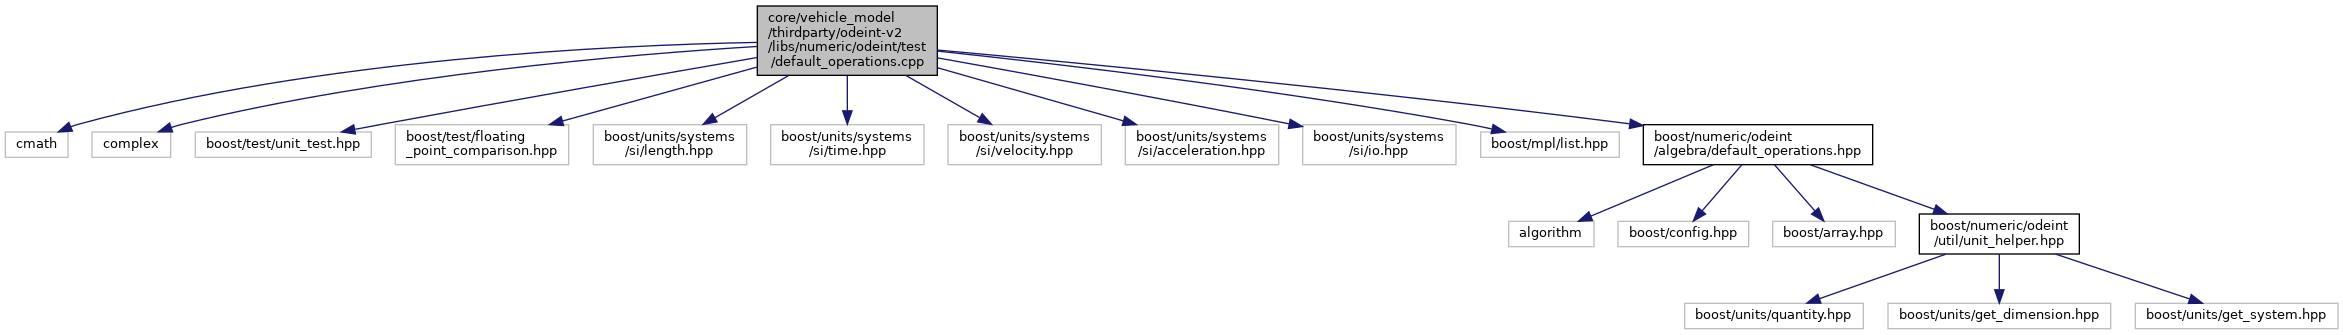 core/vehicle_model
/thirdparty/odeint-v2
/libs/numeric/odeint/test
/default_operations.cpp
cmath
complex
boost/test/unit_test.hpp
boost/test/floating
_point_comparison.hpp
boost/units/systems
/si/length.hpp
boost/units/systems
/si/time.hpp
boost/units/systems
/si/velocity.hpp
boost/units/systems
/si/acceleration.hpp
boost/units/systems
/si/io.hpp
boost/mpl/list.hpp
boost/numeric/odeint
/algebra/default_operations.hpp
algorithm
boost/config.hpp
boost/array.hpp
boost/numeric/odeint
/util/unit_helper.hpp
boost/units/quantity.hpp
boost/units/get_dimension.hpp
boost/units/get_system.hpp